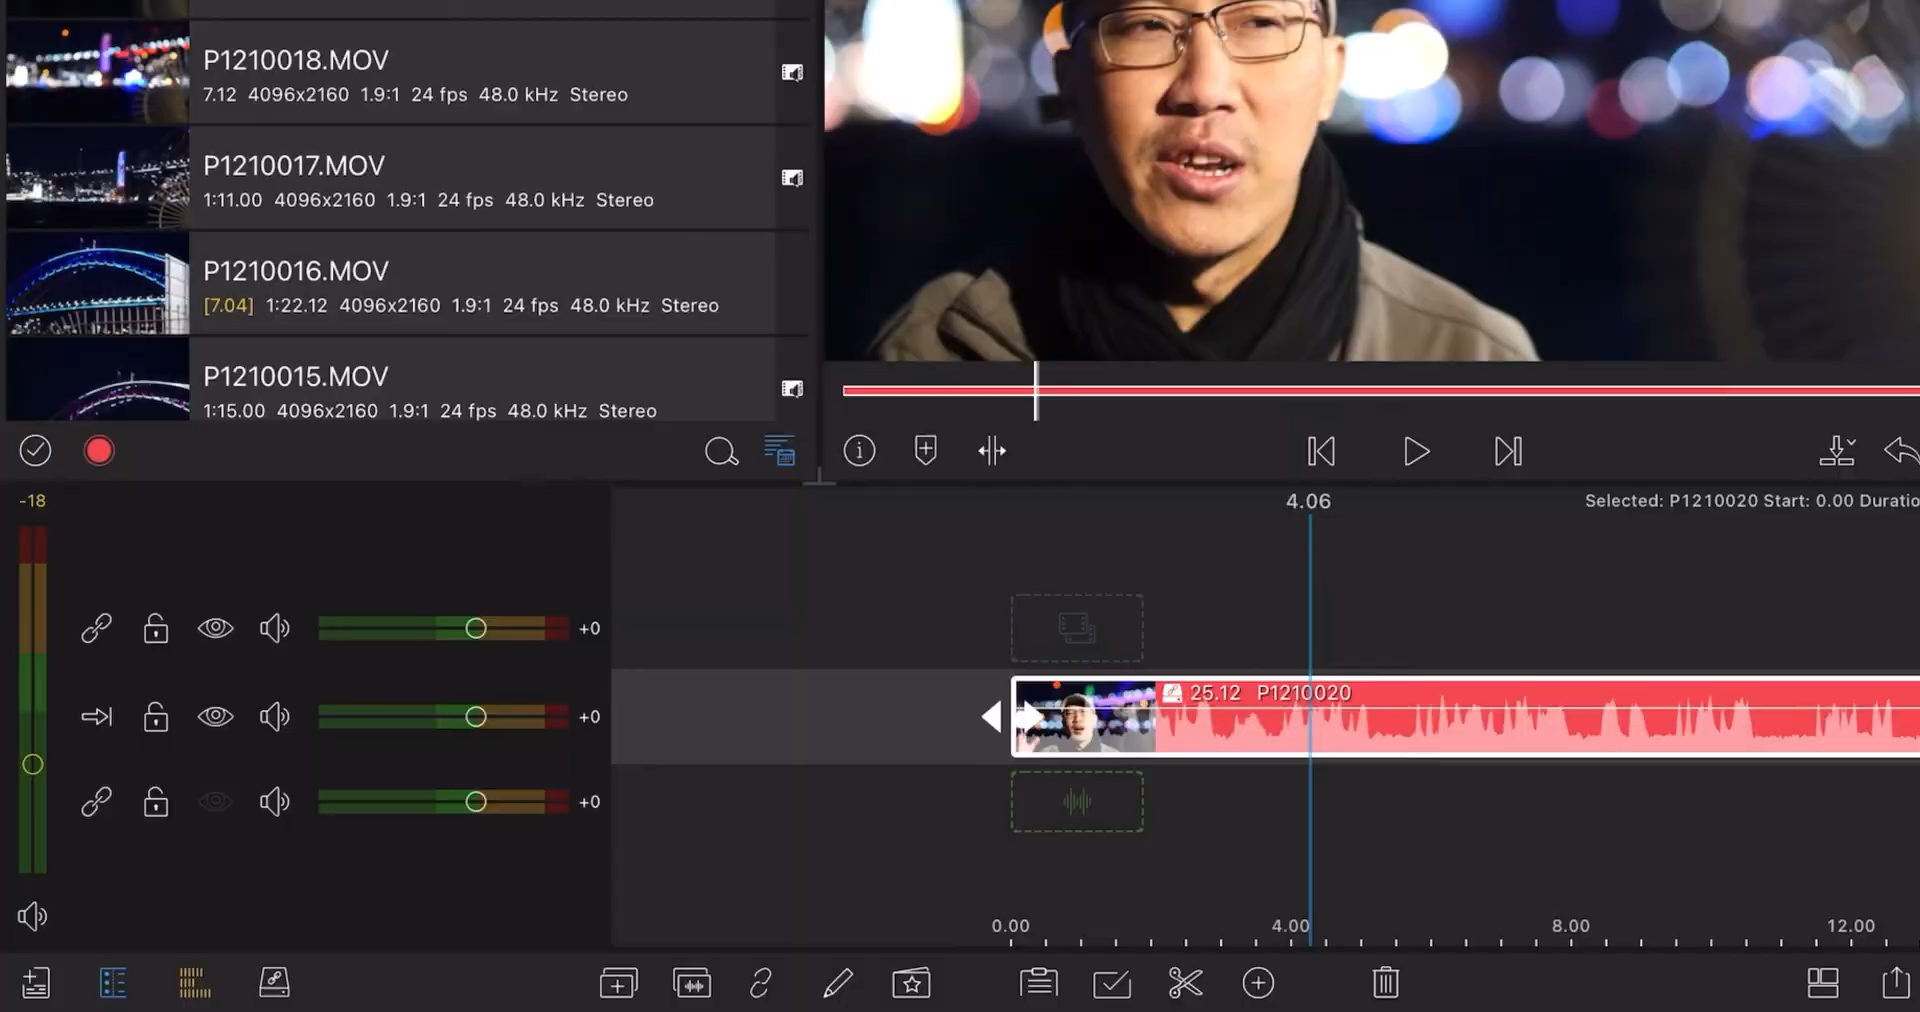 P1210018.MOV
7.12 4096x2160 1.9:1 24 fps 48.0 kHz Stereo
P1210017.MOV
1:11.00 4096x2160 1.9:1 24 fps 48.0 kHz Stereo
P1210016.MOV
[7.04] 1:22.12 4096x2160 1.9:1 24 fps 48.0 kHz Stereo
P1210015.MOV
1:15.00 4096x2160 1.9:1 24 fps 48.0 kHz Stereo
-18
4.06
Selected: P1210020 Start: 0.00 Duratio
+0
25.12 P1210020
+0
+0
0.00 4.00 8.00 12.00